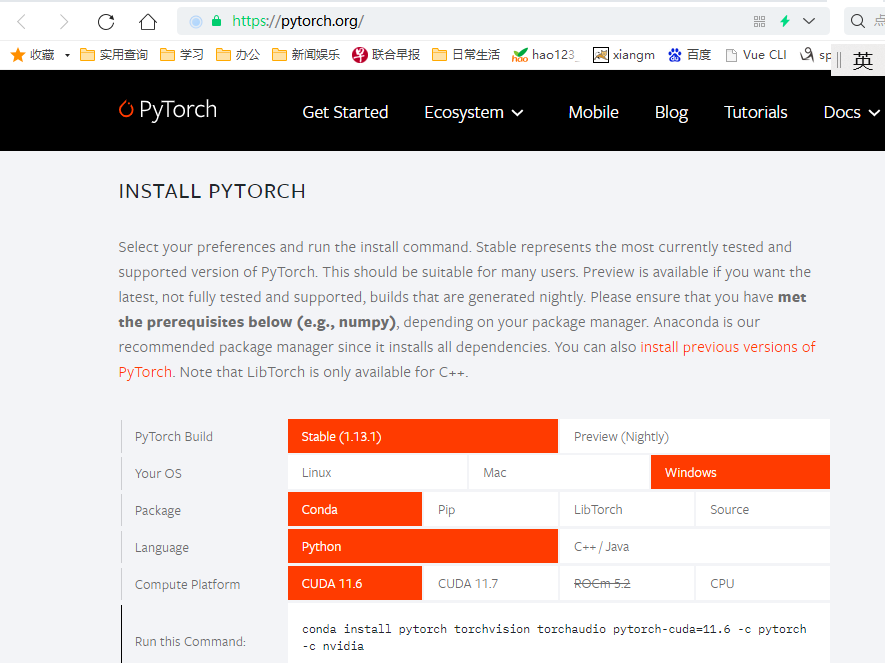 https://pytorch.org/
收藏 实用查询 学习 办公 新闻娱乐 联合早报 日常生活 hao123_ xiangm 百度 Vue CLI sp 英
PyTorch Get Started Ecosystem Mobile Blog Tutorials Docs
INSTALL PYTORCH
Select your preferences and run the install command. Stable represents the most currently tested and
supported version of PyTorch. This should be suitable for many users. Preview is available if you want the
latest, not fully tested and supported, builds that are generated nightly. Please ensure that you have met
the prerequisites below (e.g., numpy), depending on your package manager. Anaconda is our
recommended package manager since it installs all dependencies. You can also install previous versions of
PyTorch. Note that LibTorch is only available for C++.
PyTorch Build Stable (1.13.1) Preview (Nightly)
Your OS Linux Mac Windows
Package Conda Pip LibTorch Source
Language Python C++ / Java
Compute Platform CUDA 11.6 CUDA 11.7 ROCm 5.2 CPU
Run this Command: conda install pytorch torchvision torchaudio pytorch-cuda=11.6 -c pytorch
-c nvidia